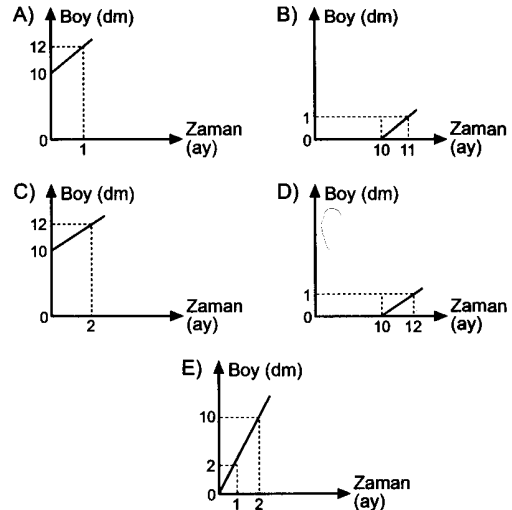 A) Boy (dm)
12
10
0
1
Zaman
(ay)
B) Boy (dm)
1
0
10 11
Zaman
(ay)
C) Boy (dm)
12
10
0
2
Zaman
(ay)
D) Boy (dm)
1
0
10 12
Zaman
(ay)
E) Boy (dm)
10
2
0
1 2
Zaman
(ay)